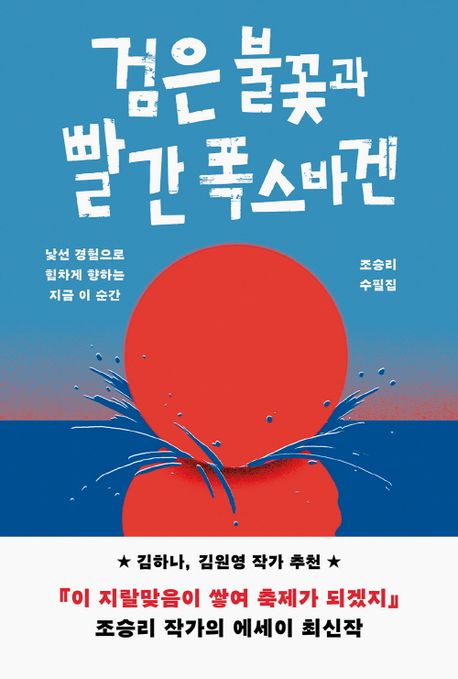 검은 불꽃과
빨간 폭스바겐
낯선 경험으로
힘차게 향하는
지금 이 순간
조승리
수필집
★ 김하나, 김원영 작가 추천 ★
『이 지랄맞음이 쌓여 축제가 되겠지』
조승리 작가의 에세이 최신작